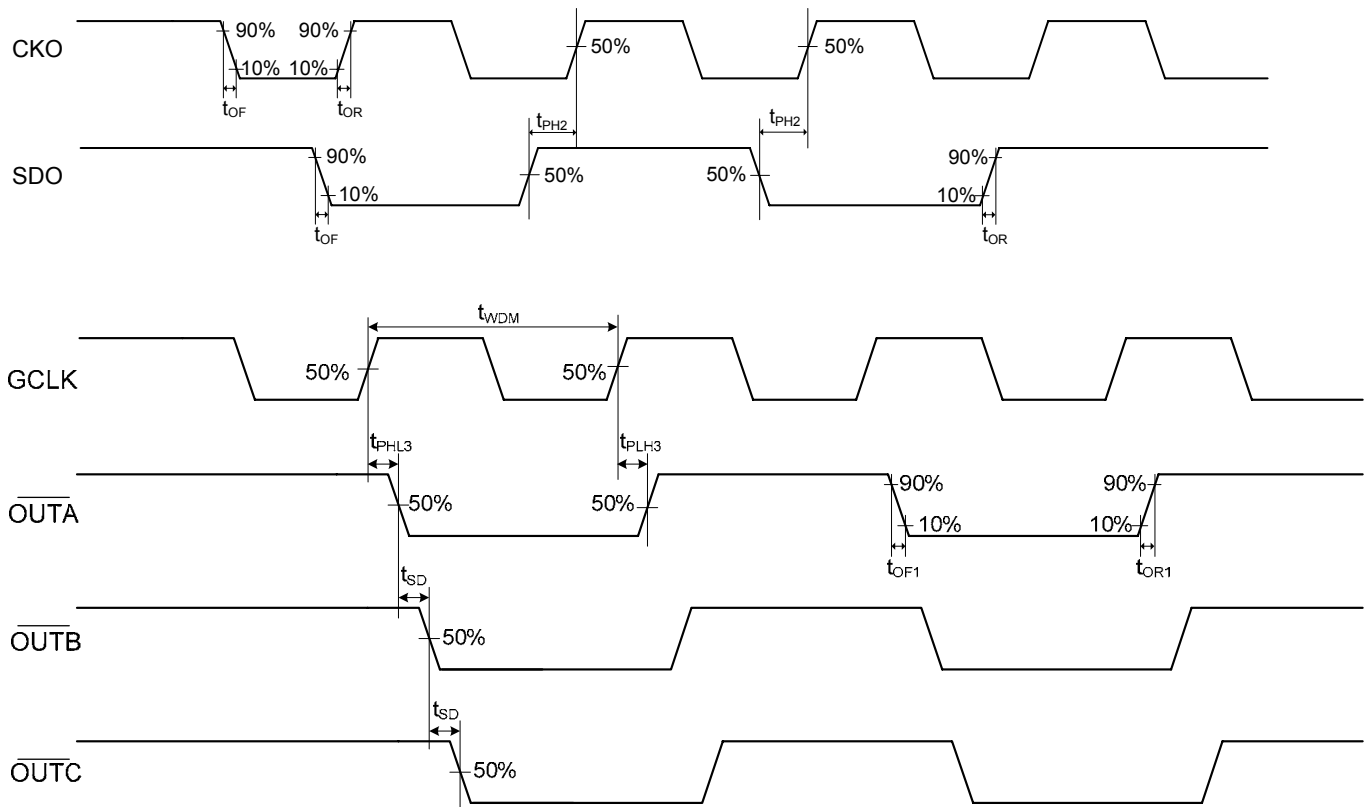 CKO
90%
90%
10%
10%
50%
50%
tOF
tOR
tPH2
tPH2
SDO
90%
10%
50%
50%
90%
10%
tOF
tOR
tWDM
GCLK
50%
50%
tPHL3
tPLH3
OUTA
50%
50%
90%
10%
90%
10%
tSD
tOF1
tOR1
OUTB
50%
tSD
OUTC
50%